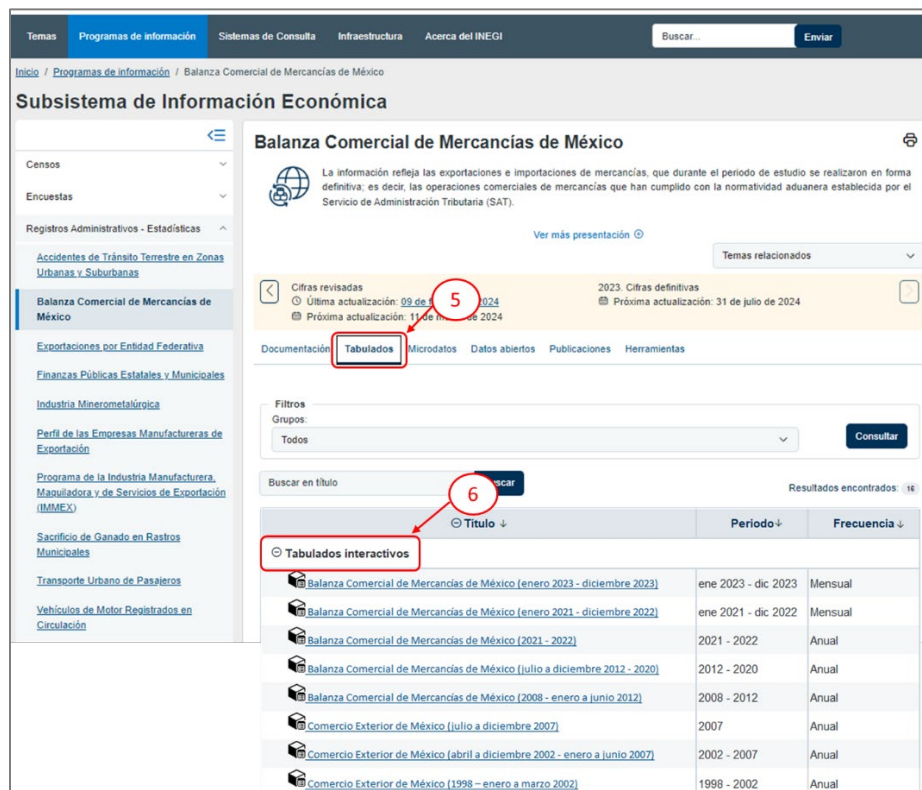 Temas Programas de información Sistemas de Consulta Infraestructura Acerca del INEGI Buscar... Enviar
Inicio / Programas de información / Balanza Comercial de Mercancías de México
Subsistema de Información Económica
Censos
Encuestas
Registros Administrativos - Estadísticas
Accidentes de Tránsito Terrestre en Zonas
Urbanas y Suburbanas
Balanza Comercial de Mercancías de
México
Exportaciones por Entidad Federativa
Finanzas Públicas Estatales y Municipales
Industria Minerometalúrgica
Perfil de las Empresas Manufactureras de
Exportación
Programa de la Industria Manufacturera,
Maquiladora y de Servicios de Exportación
(IMMEX)
Sacrificio de Ganado en Rastros
Municipales
Transporte Urbano de Pasajeros
Vehículos de Motor Registrados en
Circulación
Balanza Comercial de Mercancías de México
La información refleja las exportaciones e importaciones de mercancías, que durante el periodo de estudio se realizaron en forma
definitiva; es decir, las operaciones comerciales de mercancías que han cumplido con la normatividad aduanera establecida por el
Servicio de Administración Tributaria (SAT).
Ver más presentación
Temas relacionados
Cifras revisadas
Última actualización: 09 de 2024
Próxima actualización: 11 de de 2024
2023. Cifras definitivas
Próxima actualización: 31 de julio de 2024
5
Documentación Tabulados Microdatos Datos abiertos Publicaciones Herramientas
Filtros
Grupos:
Todos
Consultar
Buscar en título
6
Resultados encontrados: 16
Titulo ↓ Periodo ↓ Frecuencia ↓
Tabulados interactivos
Balanza Comercial de Mercancías de México (enero 2023 - diciembre 2023) ene 2023 - dic 2023 Mensual
Balanza Comercial de Mercancías de México (enero 2021 - diciembre 2022) ene 2021 - dic 2022 Mensual
Balanza Comercial de Mercancías de México (2021 - 2022) 2021 - 2022 Anual
Balanza Comercial de Mercancías de México (julio a diciembre 2012 - 2020) 2012 - 2020 Anual
Balanza Comercial de Mercancías de México (2008 - enero a junio 2012) 2008 - 2012 Anual
Comercio Exterior de México (julio a diciembre 2007) 2007 Anual
Comercio Exterior de México (abril a diciembre 2002 - enero a junio 2007) 2002 - 2007 Anual
Comercio Exterior de México (1998 – enero a marzo 2002) 1998 - 2002 Anual